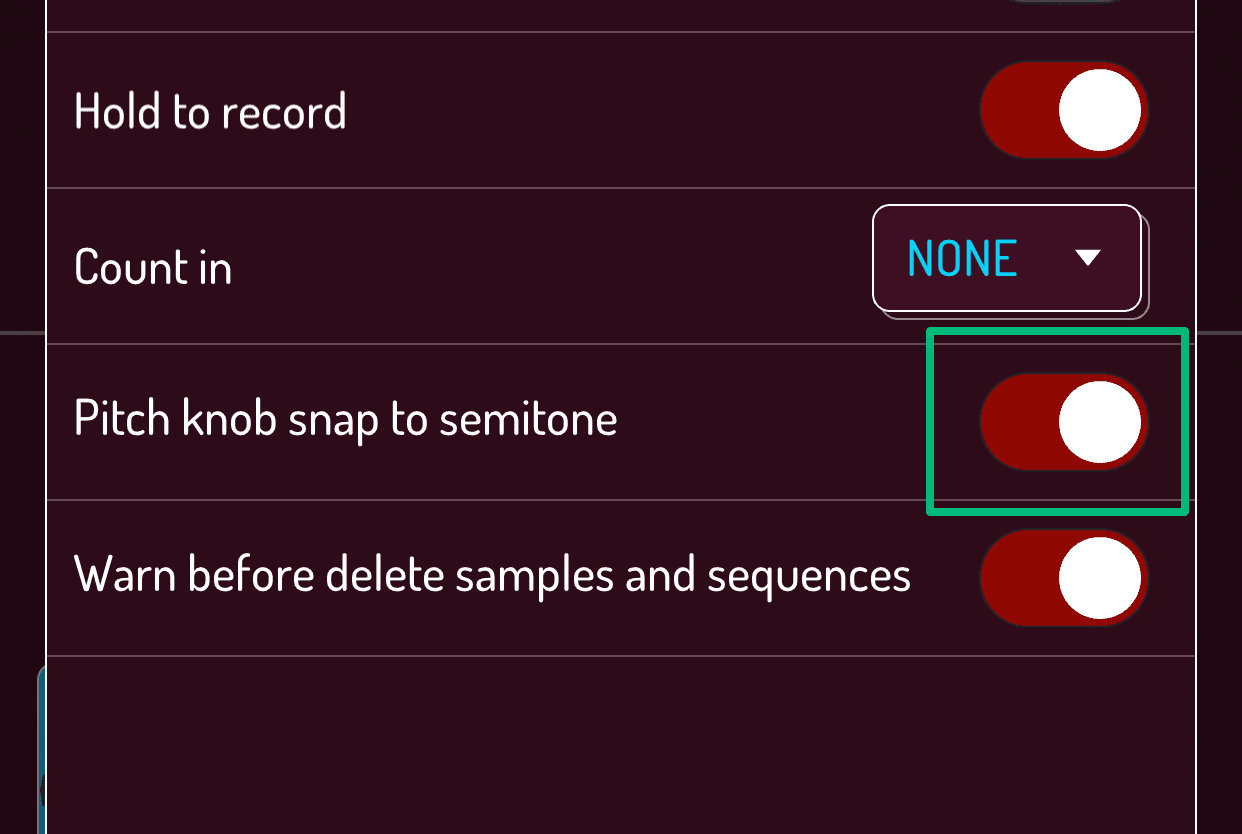 Hold to record
Count in
NONE
Pitch knob snap to semitone
Warn before delete samples and sequences